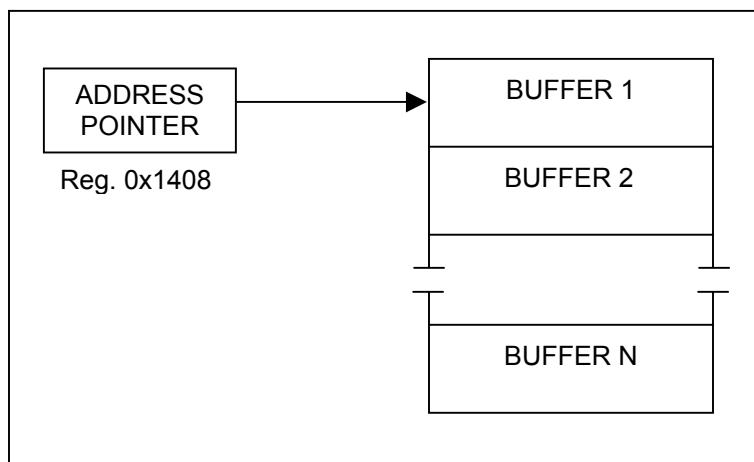 ADDRESS
POINTER
Reg. 0x1408
BUFFER 1
BUFFER 2
BUFFER N